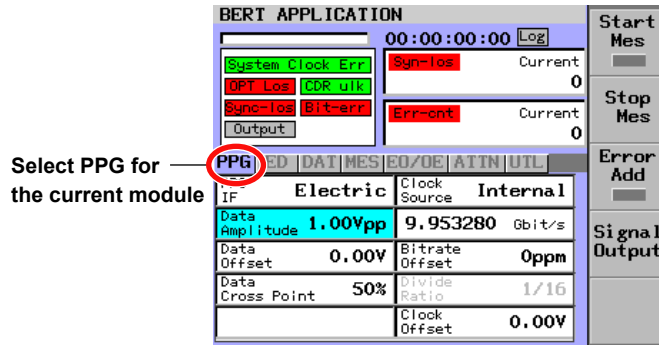 BERT APPLICATION
00:00:00:00 Log
System Clock Err
OPT Los CDR ulk
Sync-los Bit-err
Output
Syn-los Current
0
Err-cnt Current
0
Select PPG for
the current module
PPG ED DAT MES EO/OE ATTN UTL
IF Electric
Clock Source Internal
Data Amplitude 1.00Vpp
9.953280 Gbit/s
Data Offset 0.00V
Bitrate Offset 0ppm
Data Cross Point 50%
Divide Ratio 1/16
Clock Offset 0.00V
Start
Mes
Stop
Mes
Error
Add
Signal
Output